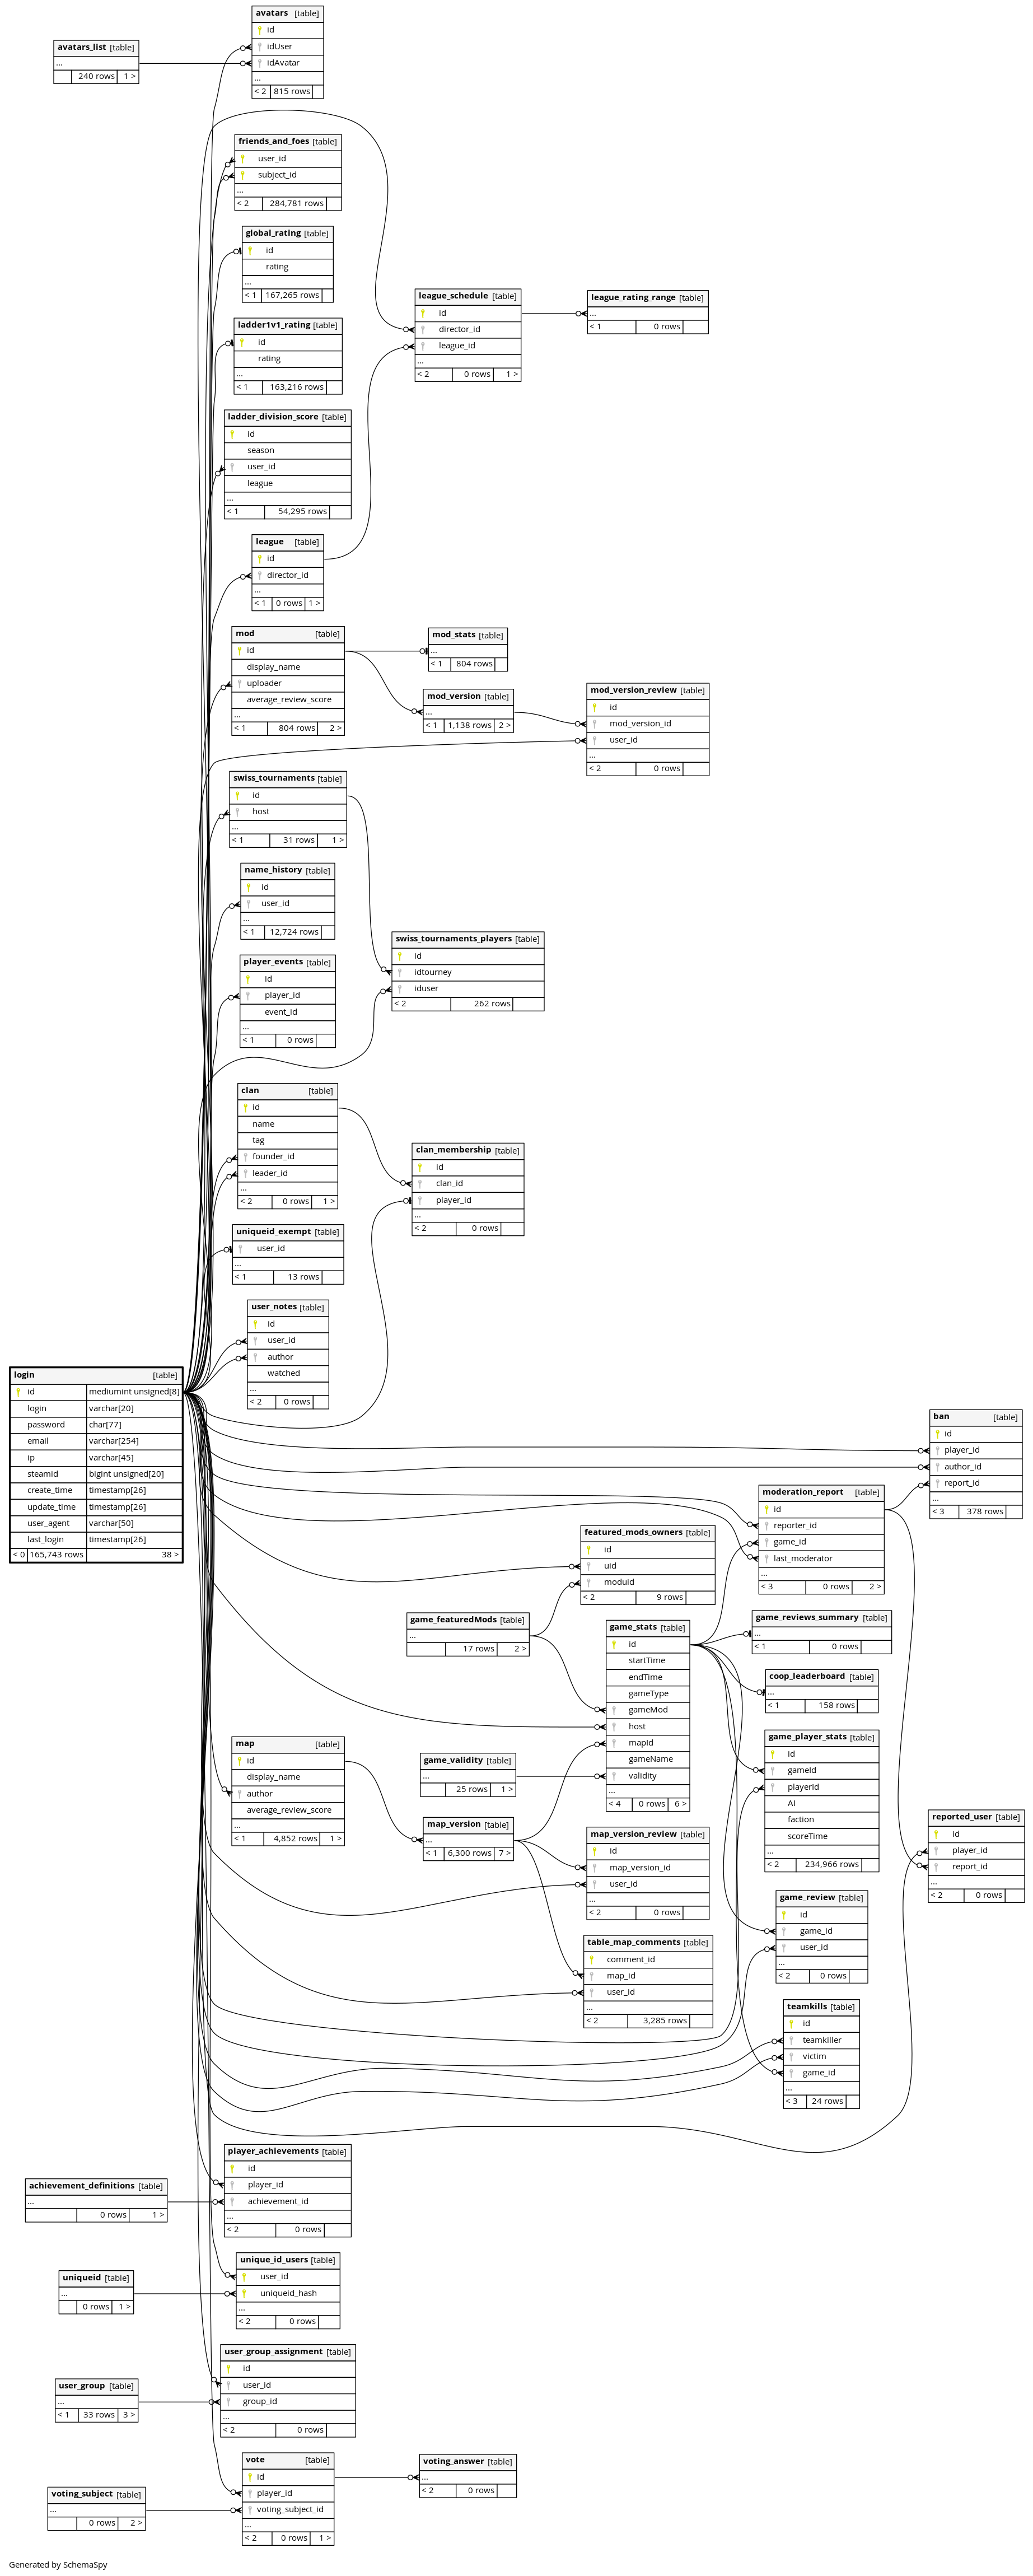 avatars [table]
id
idUser
idAvatar
...
< 2 815 rows
avatars_list [table]
...
240 rows 1 >
friends_and_foes [table]
user_id
subject_id
...
< 2 284,781 rows
global_rating [table]
id
rating
...
< 1 167,265 rows
league_schedule [table]
id
director_id
league_id
...
< 2 0 rows 1 >
league_rating_range [table]
...
< 1 0 rows
ladder1v1_rating [table]
id
rating
...
< 1 163,216 rows
ladder_division_score [table]
id
season
user_id
league
...
< 1 54,295 rows
league [table]
id
director_id
...
< 1 0 rows 1 >
mod [table]
id
display_name
uploader
average_review_score
...
< 1 804 rows 2 >
mod_stats [table]
...
< 1 804 rows
mod_version [table]
...
< 1 1,138 rows 2 >
mod_version_review [table]
id
mod_version_id
user_id
...
< 2 0 rows
swiss_tournaments [table]
id
host
...
< 1 31 rows 1 >
name_history [table]
id
user_id
...
< 1 12,724 rows
swiss_tournaments_players [table]
id
idtourney
iduser
< 2 262 rows
player_events [table]
id
player_id
event_id
...
< 1 0 rows
clan [table]
id
name
tag
founder_id
leader_id
...
< 2 0 rows 1 >
clan_membership [table]
id
clan_id
player_id
...
< 2 0 rows
uniqueid_exempt [table]
user_id
...
< 1 13 rows
user_notes [table]
id
user_id
author
watched
...
< 2 0 rows
login [table]
id mediumint unsigned[8]
login varchar[20]
password char[77]
email varchar[254]
ip varchar[45]
steamid bigint unsigned[20]
create_time timestamp[26]
update_time timestamp[26]
user_agent varchar[50]
last_login timestamp[26]
< 0 165,743 rows 38 >
ban [table]
id
player_id
author_id
report_id
...
< 3 378 rows
moderation_report [table]
id
reporter_id
game_id
last_moderator
...
< 3 0 rows 2 >
featured_mods_owners [table]
id
uid
moduid
< 2 9 rows
game_featuredMods [table]
...
17 rows 2 >
game_stats [table]
id
startTime
endTime
gameType
gameMod
host
mapId
gameName
validity
...
< 4 0 rows 6 >
game_reviews_summary [table]
...
< 1 0 rows
coop_leaderboard [table]
...
< 1 158 rows
game_player_stats [table]
id
gameId
playerId
AI
faction
scoreTime
...
< 2 234,966 rows
map [table]
id
display_name
author
average_review_score
...
< 1 4,852 rows 1 >
game_validity [table]
...
25 rows 1 >
map_version [table]
...
< 1 6,300 rows 7 >
map_version_review [table]
id
map_version_id
user_id
...
< 2 0 rows
reported_user [table]
id
player_id
report_id
...
< 2 0 rows
game_review [table]
id
game_id
user_id
...
< 2 0 rows
table_map_comments [table]
comment_id
map_id
user_id
...
< 2 3,285 rows
teamkills [table]
id
teamkiller
victim
game_id
...
< 3 24 rows
player_achievements [table]
id
player_id
achievement_id
...
< 2 0 rows
achievement_definitions [table]
...
0 rows 1 >
unique_id_users [table]
user_id
uniqueid_hash
...
< 2 0 rows
uniqueid [table]
...
0 rows 1 >
user_group_assignment [table]
id
user_id
group_id
...
< 2 0 rows
user_group [table]
...
< 1 33 rows 3 >
vote [table]
id
player_id
voting_subject_id
...
< 2 0 rows 1 >
voting_answer [table]
...
< 2 0 rows
voting_subject [table]
...
0 rows 2 >
Generated by SchemaSpy